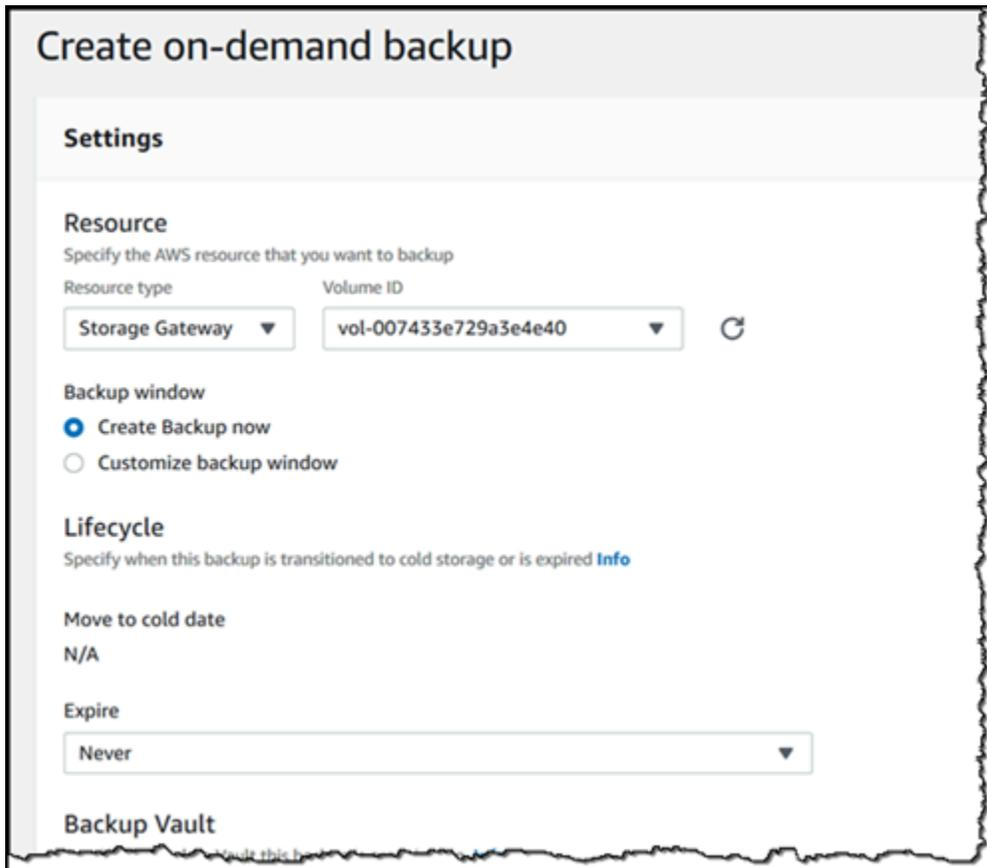 Create on-demand backup
Settings
Resource
Specify the AWS resource that you want to backup
Resource type Volume ID
Storage Gateway vol-007433e729a3e4e40
Backup window
Create Backup now
Customize backup window
Lifecycle
Specify when this backup is transitioned to cold storage or is expired Info
Move to cold date
N/A
Expire
Never
Backup Vault
Vault this